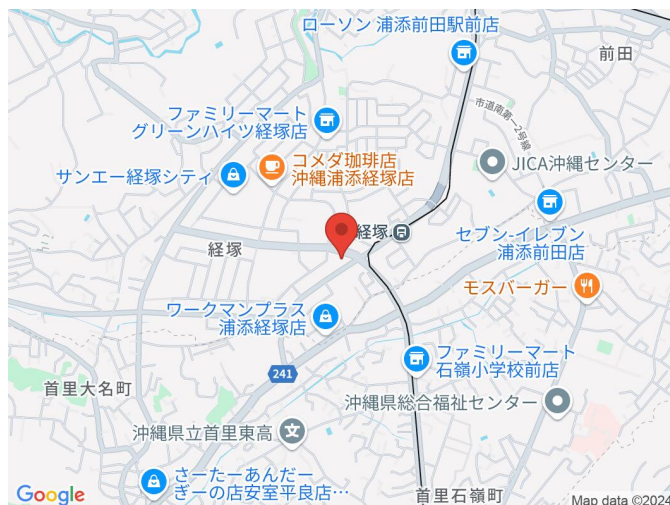 ローソン 浦添前田駅前店
前田
市道南第一2号線
ファミリーマート
グリーンハイツ経塚店
コメダ珈琲店
沖縄浦添経塚店
サンエー経塚シティ
JICA沖縄センター
経塚
セブン-イレブン
浦添前田店
経塚
モスバーガー
ワークマンプラス
浦添経塚店
ファミリーマート
石嶺小学校前店
241
首里大名町
沖縄県総合福祉センター
沖縄県立首里東高
さーたーあんだー
ぎーの店安室平良店…
首里石嶺町
Google
Map data ©2024